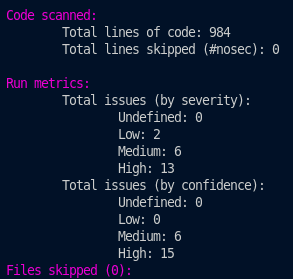 Code scanned:
Total lines of code: 984
Total lines skipped (#nosec): 0
Run metrics:
Total issues (by severity):
Undefined: 0
Low: 2
Medium: 6
High: 13
Total issues (by confidence):
Undefined: 0
Low: 0
Medium: 6
High: 15
Files skipped (0):